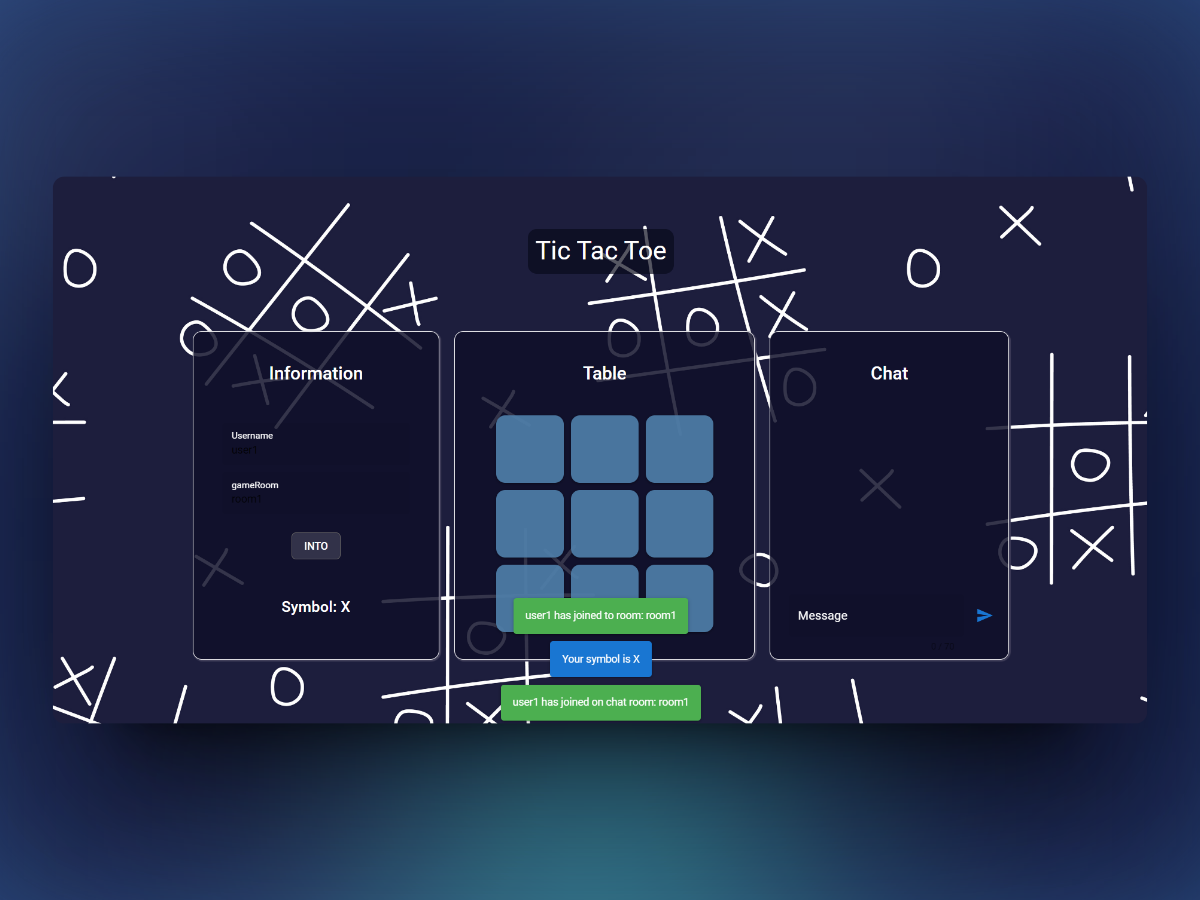 Tic Tac Toe
Information
Username
user1
gameRoom
room1
INTO
Symbol: X
Table
Chat
Message
user1 has joined to room: room1
Your symbol is X
user1 has joined on chat room: room1